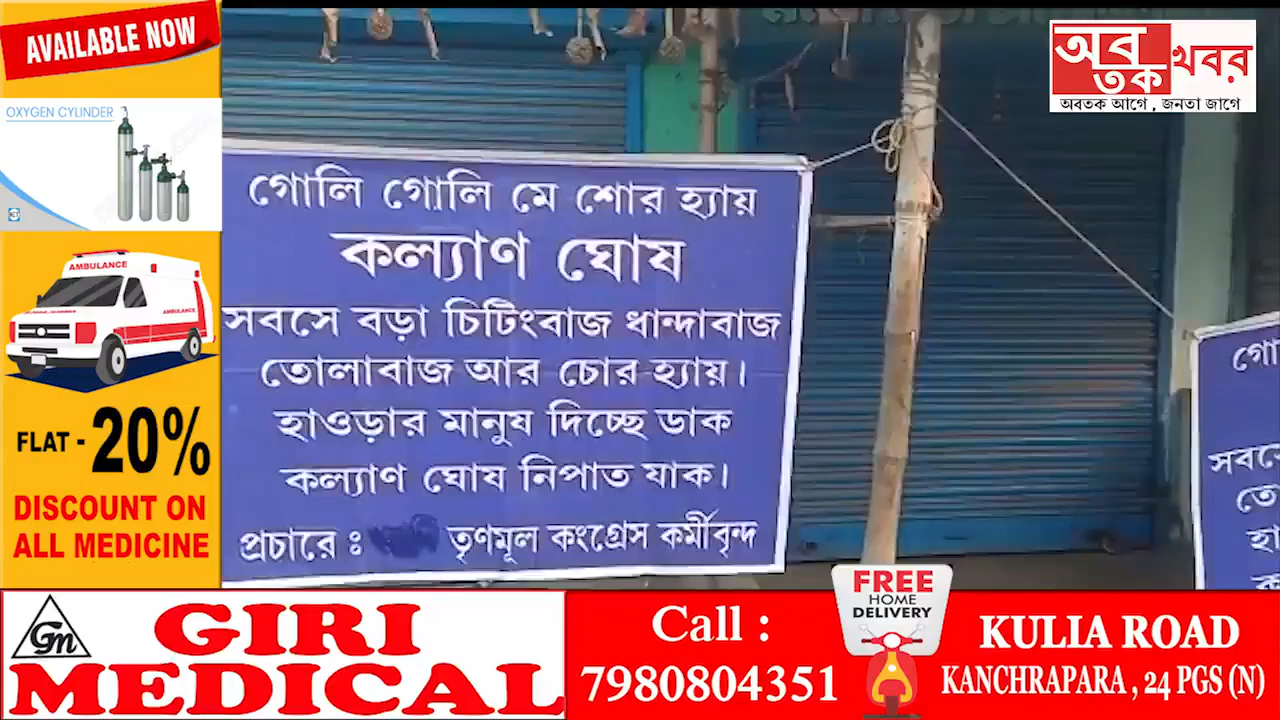 AVAILABLE NOW
OXYGEN CYLINDER
AMBULANCE
AMBULANCE
FLAT - 20%
DISCOUNT ON
ALL MEDICINE
অব
তক
খবর
অবতক আগে , জনতা জাগে
গোলি গোলি মে শোর হ্যায়
কল্যাণ ঘোষ
সবসে বড়া চিটিংবাজ ধান্দাবাজ
তোলাবাজ আর চোর হ্যায়।
হাওড়ার মানুষ দিচ্ছে ডাক
কল্যাণ ঘোষ নিপাত যাক।
প্রচারে ঃ তৃণমূল কংগ্রেস কর্মীবৃন্দ
Gm
GIRI
MEDICAL
Call :
7980804351
FREE
HOME
DELIVERY
KULIA ROAD
KANCHRAPARA , 24 PGS (N)